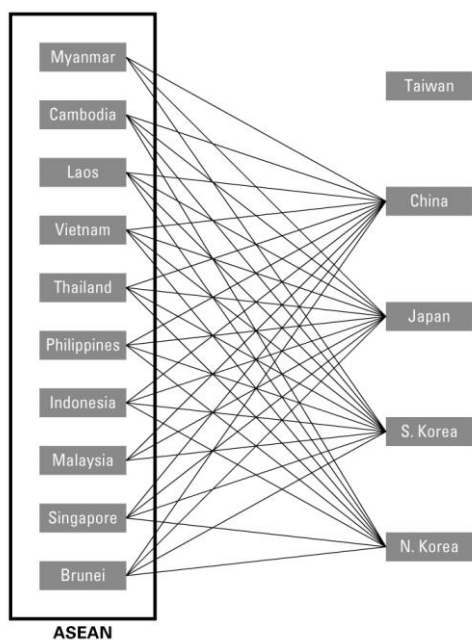 Myanmar
Cambodia
Laos
Vietnam
Thailand
Philippines
Indonesia
Malaysia
Singapore
Brunei
ASEAN
Taiwan
China
Japan
S. Korea
N. Korea